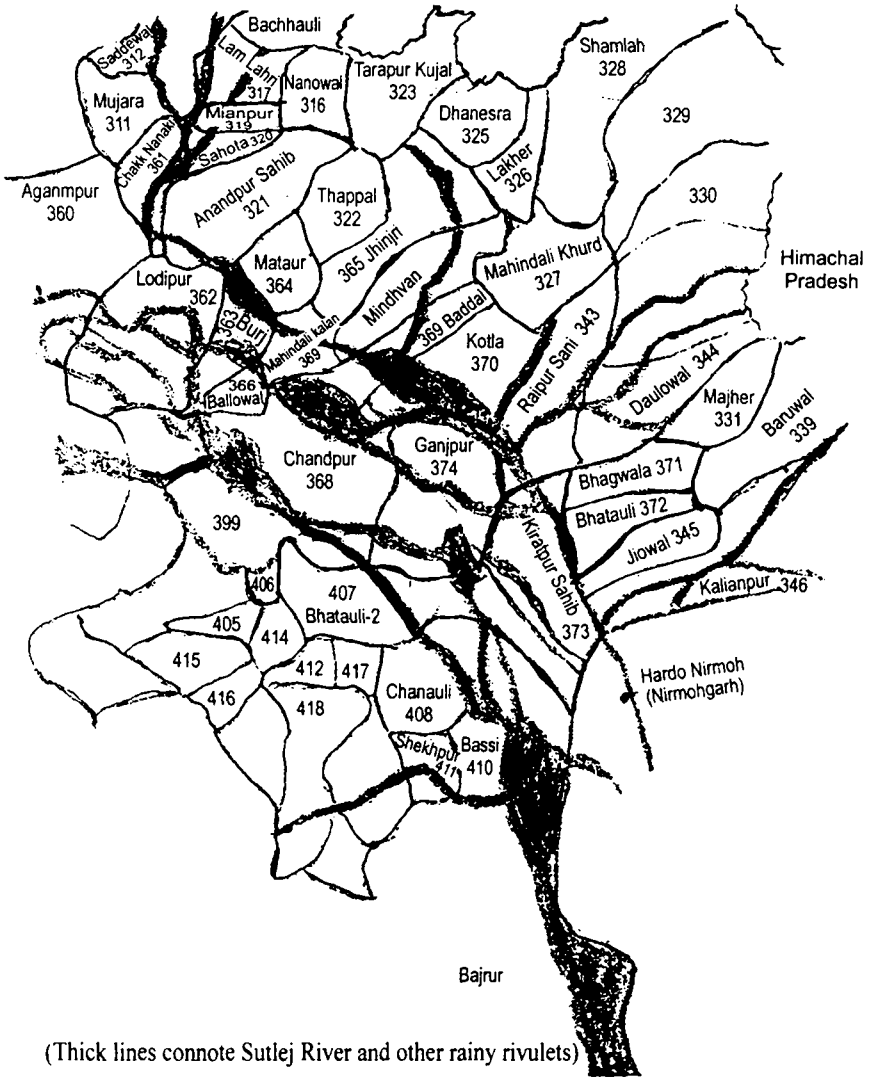 Bachhauli
Saddewal
312
Lam Lahri
317
Nanowal
316
Tarapur Kujal
323
Shamlah
328
Mujara
311
Mianpur
319
Dhanesra
325
329
Chakk Nanaki
361
Sahota 320
Lakher
326
Aganmpur
360
Anandpur Sahib
321
Thappal
322
330
365 Jhinjri
Mahindali Khurd
327
Himachal
Pradesh
Lodipur
362
Mataur
364
Mindhvan
363
Burj
Mahindali kalan
369
369 Baddal
Kotla
370
Raipur Sani 343
Daulowal 344
366
Ballowal
Majher
331
Baruwal
339
Chandpur
368
Ganjpur
374
Bhagwala 371
Bhatauli 372
399
Kiratpur Sahib
373
Jiowal 345
Kalianpur 346
406
407
Bhatauli-2
405
414
415
412
417
416
418
Chanauli
408
Hardo Nirmoh
(Nirmohgarh)
Shekhpur
411
Bassi
410
Bajrur
(Thick lines connote Sutlej River and other rainy rivulets)